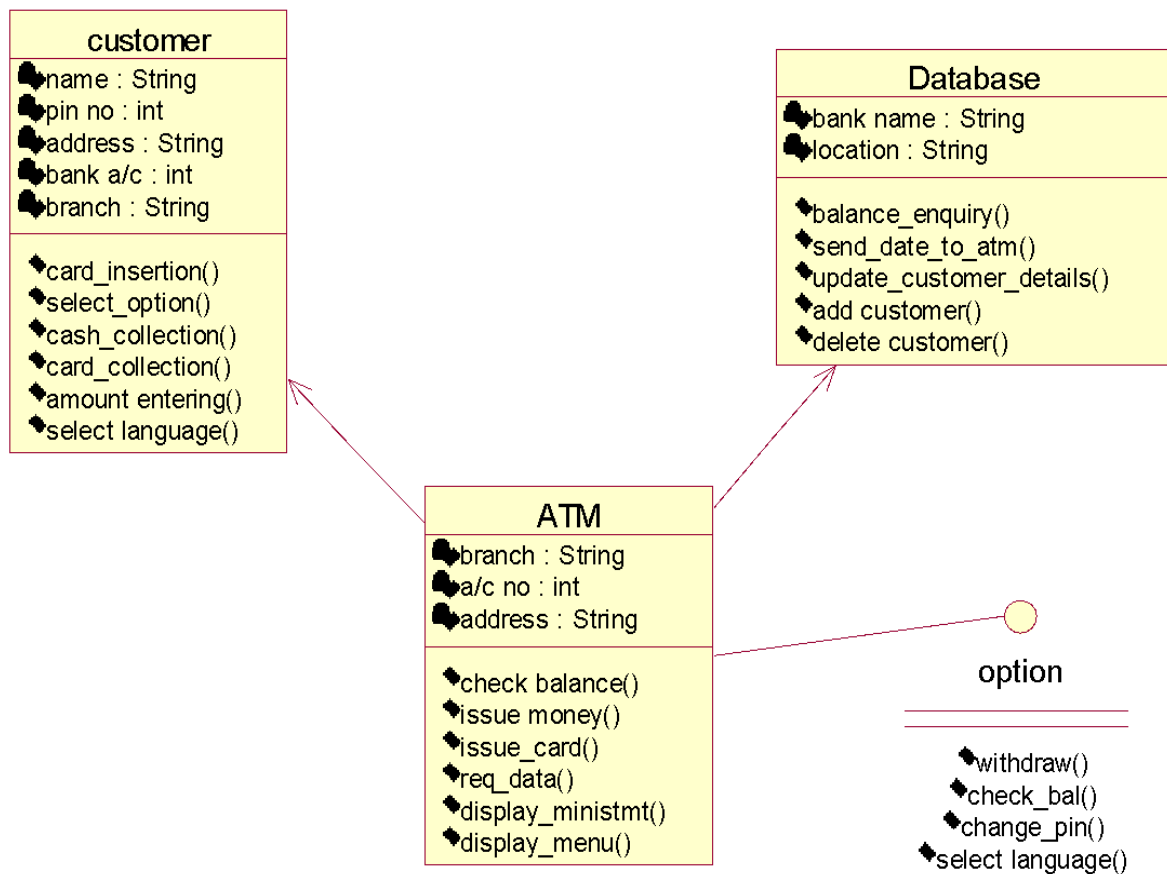 customer
name : String
pin no : int
address : String
bank a/c : int
branch : String
card_insertion()
select_option()
cash_collection()
card_collection()
amount entering()
select language()
Database
bank name : String
location : String
balance_enquiry()
send_date_to_atm()
update_customer_details()
add customer()
delete customer()
ATM
branch : String
a/c no : int
address : String
check balance()
issue money()
issue_card()
req_data()
display_ministmt()
display_menu()
option
withdraw()
check_bal()
change_pin()
select language()